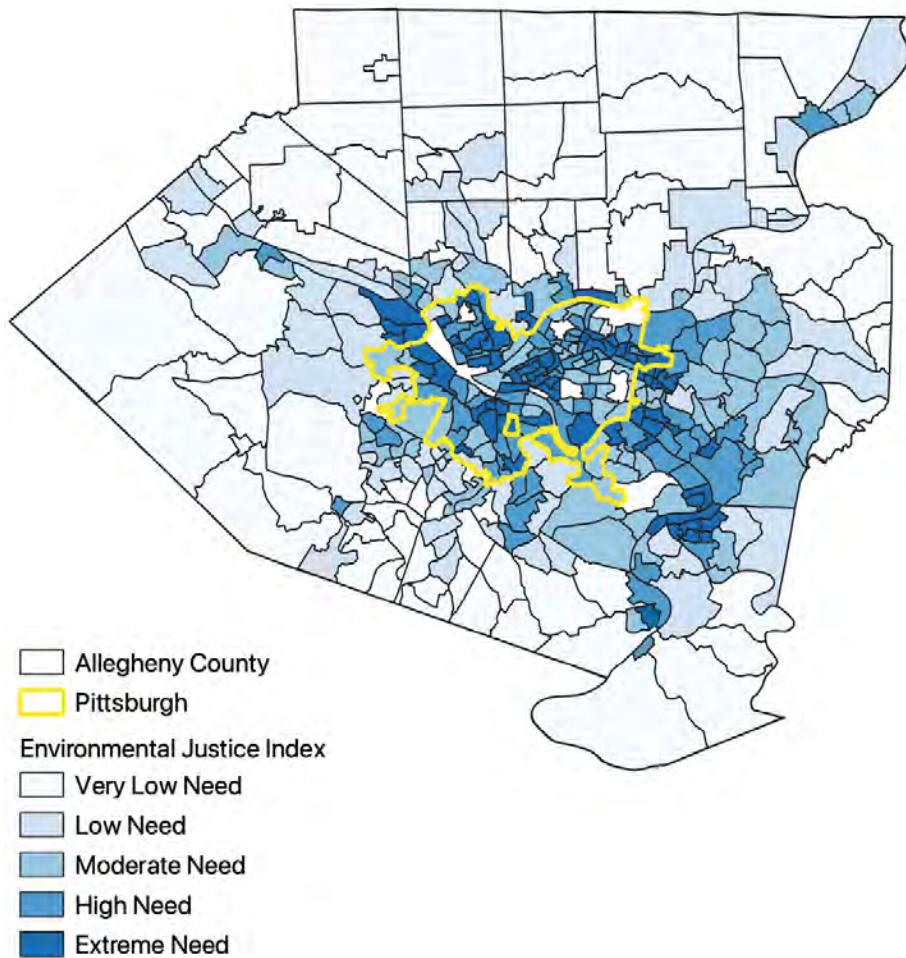 Allegheny County
Pittsburgh
Environmental Justice Index
Very Low Need
Low Need
Moderate Need
High Need
Extreme Need